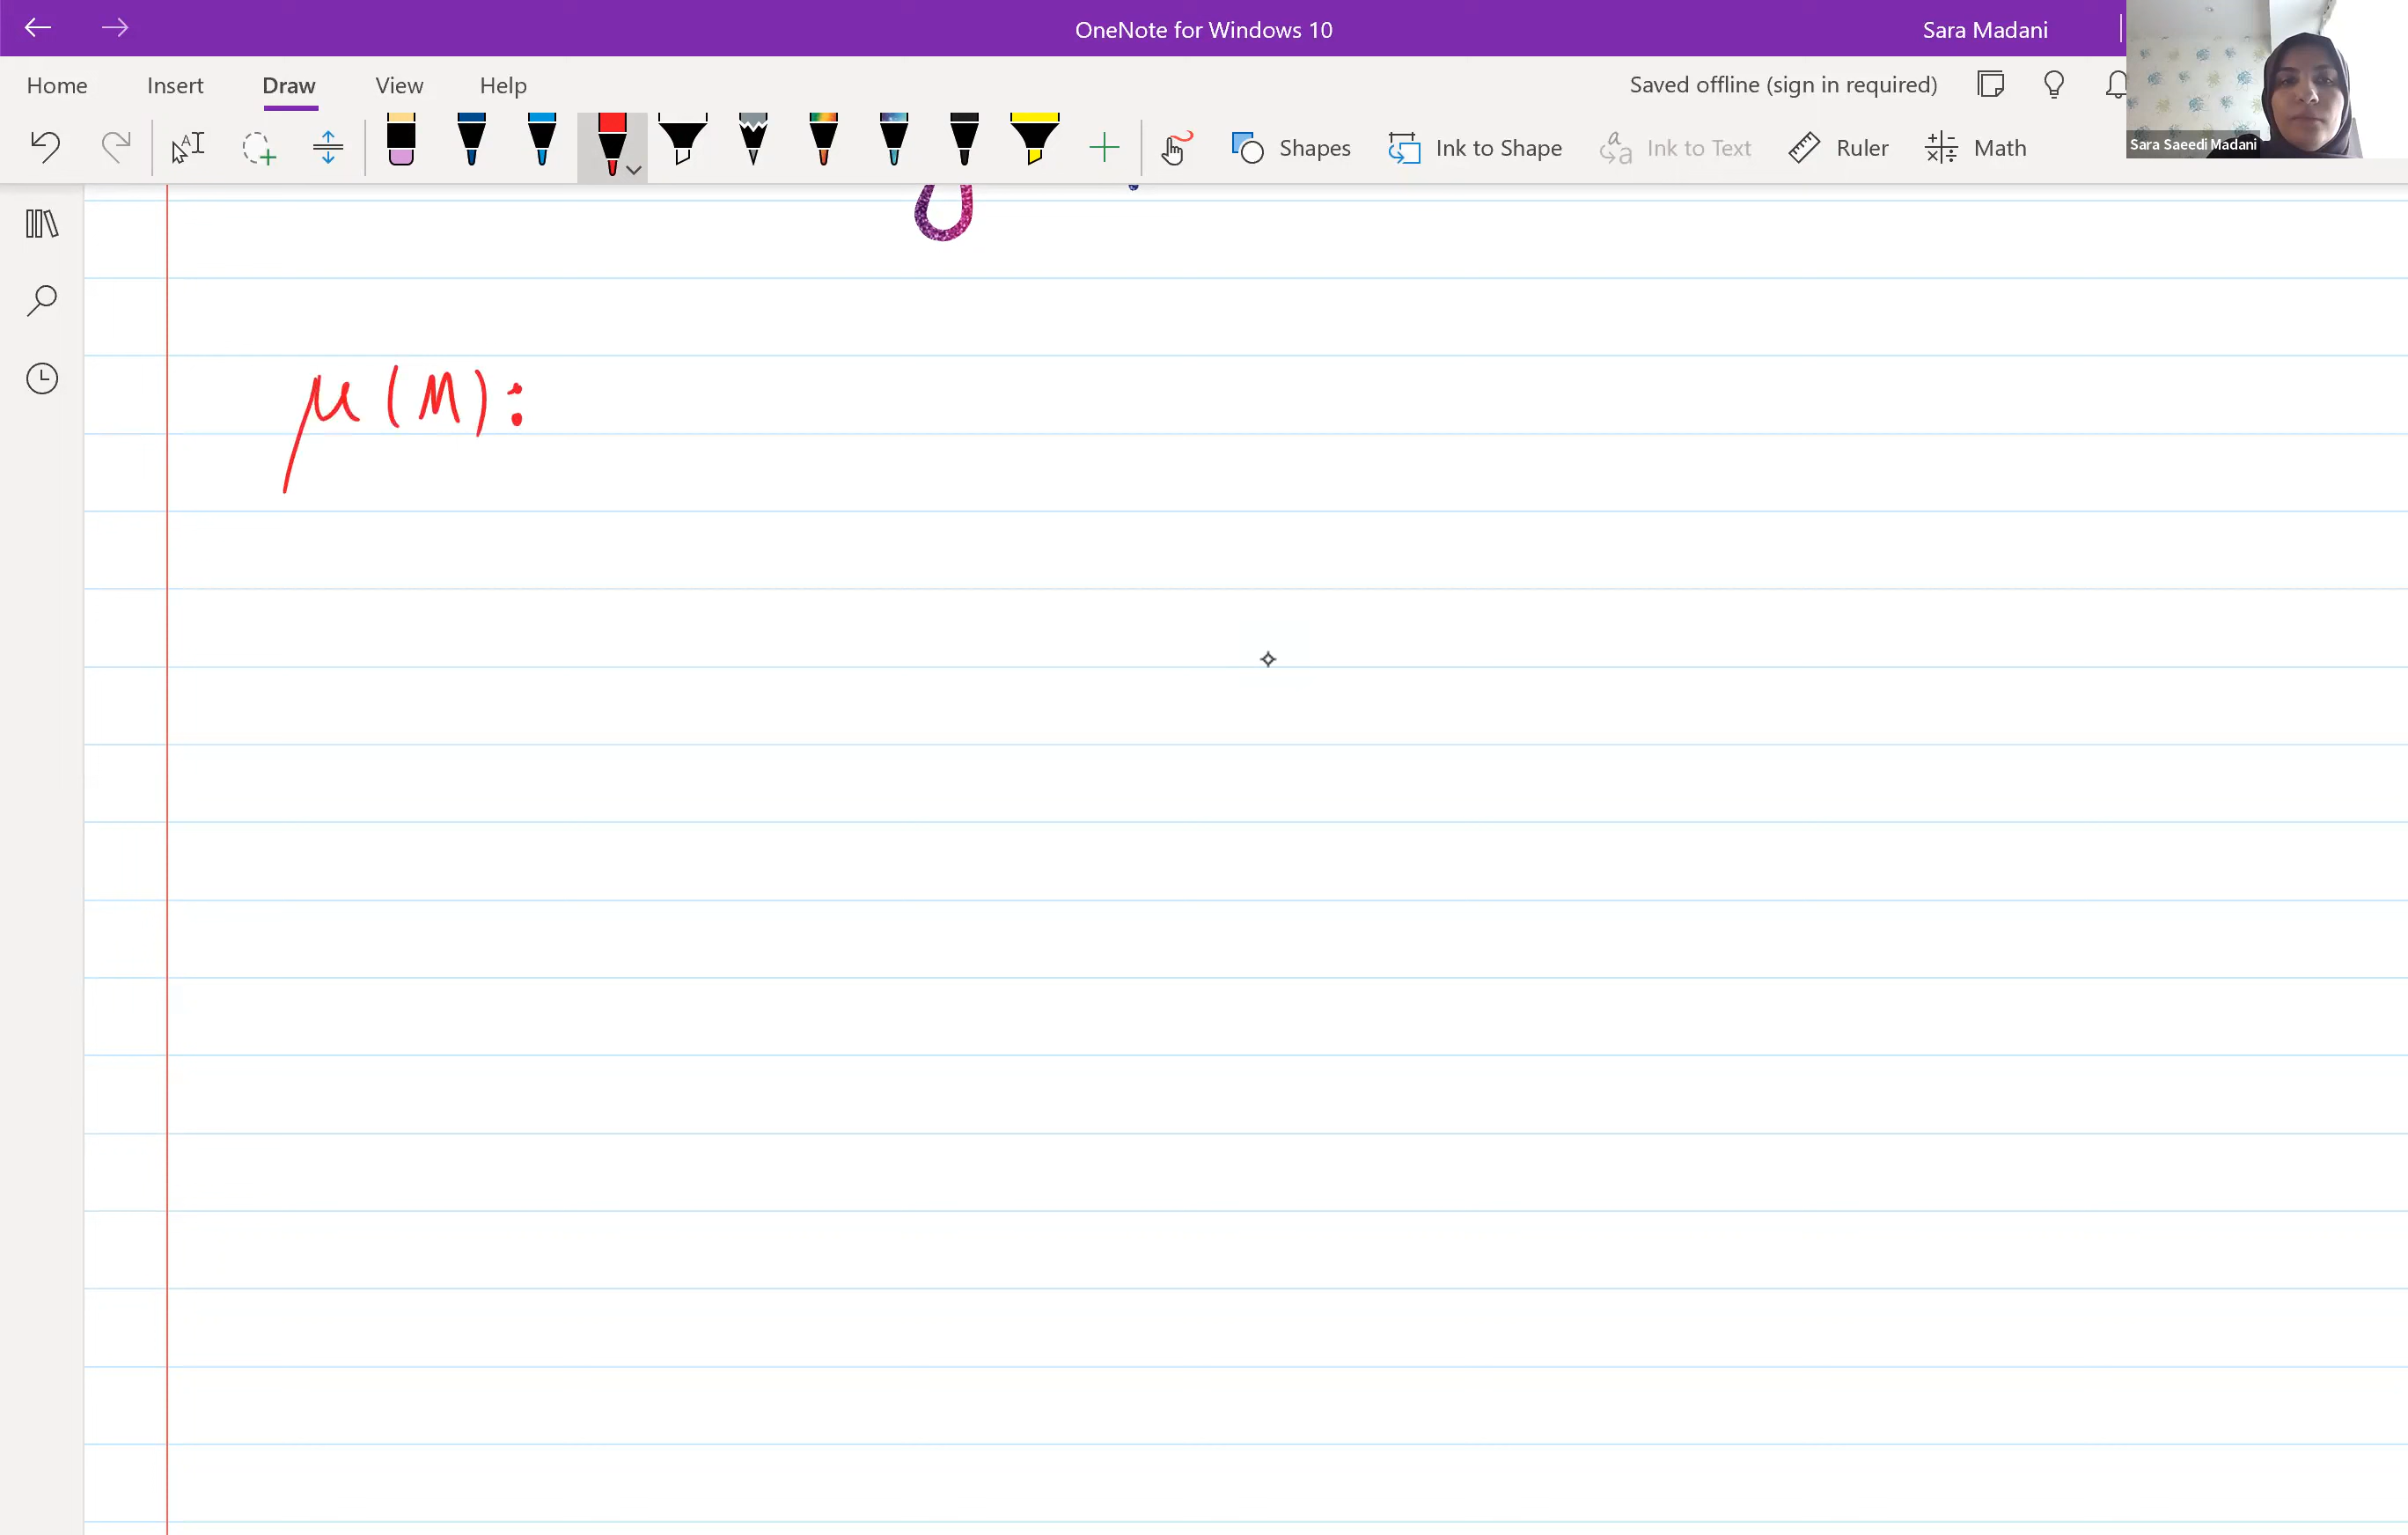 OneNote for Windows 10
Sara Madani
Home Insert Draw View Help
Saved offline (sign in required)
Shapes Ink to Shape Ink to Text Ruler Math
Sara Saeedi Madani
μ(M):